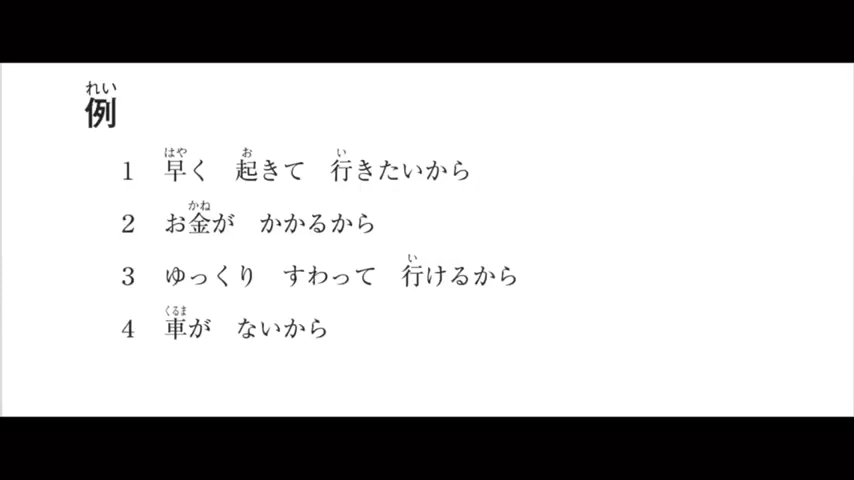 例
1 早く 起きて 行きたいから
2 お金が かかるから
3 ゆっくり すわって 行けるから
4 車が ないから